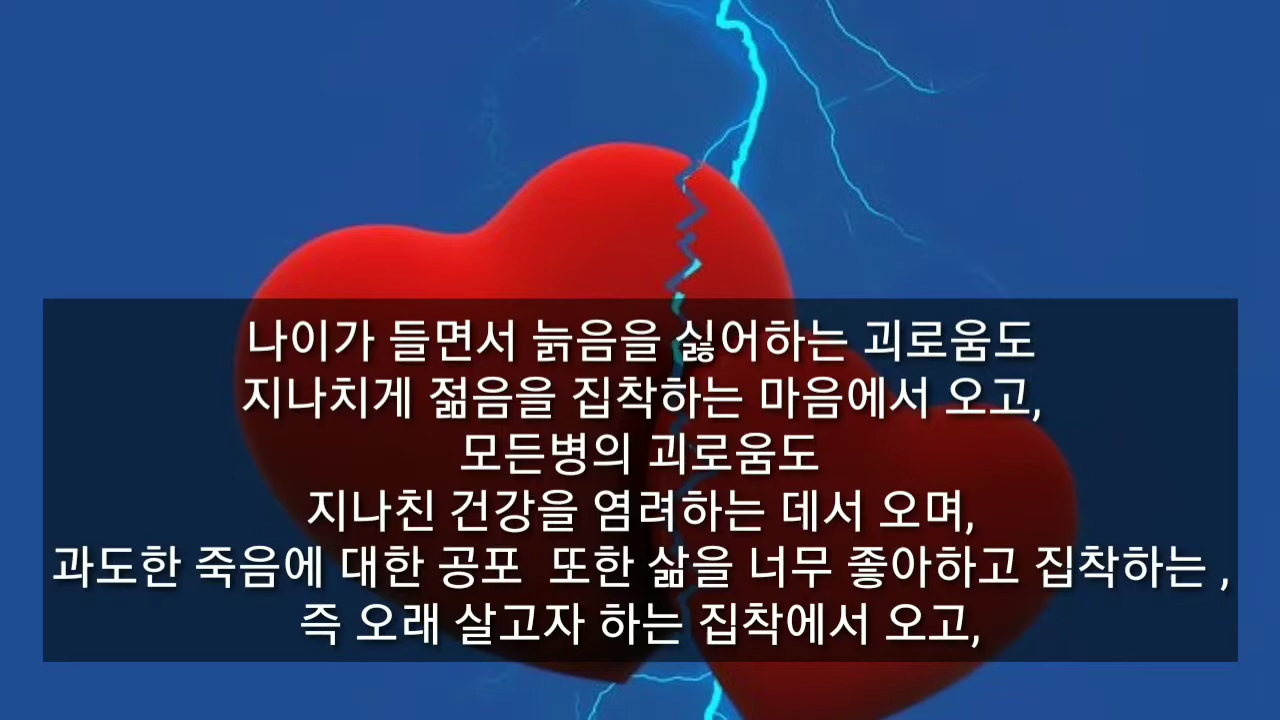 나이가 들면서 늙음을 싫어하는 괴로움도
지나치게 젊음을 집착하는 마음에서 오고,
모든병의 괴로움도
지나친 건강을 염려하는 데서 오며,
과도한 죽음에 대한 공포  또한 삶을 너무 좋아하고 집착하는 ,
즉 오래 살고자 하는 집착에서 오고,